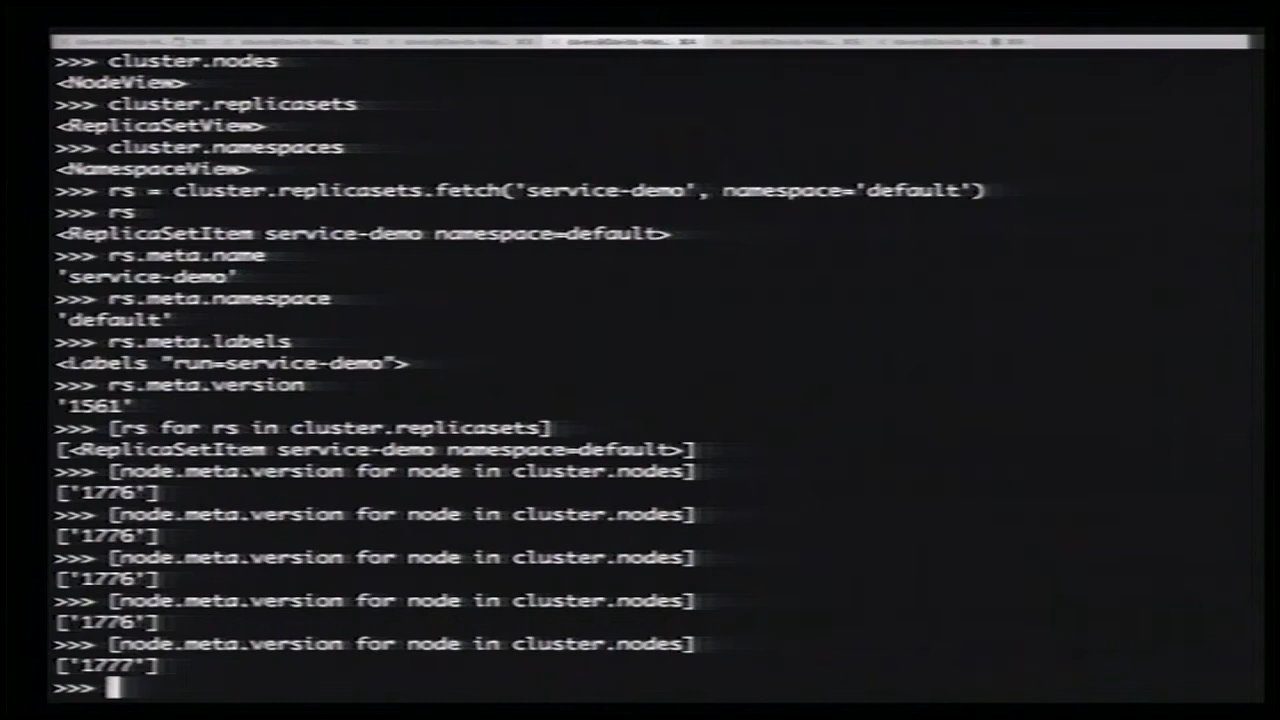 >>> cluster.nodes
<NodeView>
>>> cluster.replicasets
<ReplicaSetView>
>>> cluster.namespaces
<NamespaceView>
>>> rs = cluster.replicasets.fetch('service-demo', namespace='default')
>>> rs
<ReplicaSetItem service-demo namespace=default>
>>> rs.meta.name
'service-demo'
>>> rs.meta.namespace
'default'
>>> rs.meta.labels
<Labels "run=service-demo">
>>> rs.meta.version
'1561'
>>> [rs for rs in cluster.replicasets]
[<ReplicaSetItem service-demo namespace=default>]
>>> [node.meta.version for node in cluster.nodes]
['1776']
>>> [node.meta.version for node in cluster.nodes]
['1776']
>>> [node.meta.version for node in cluster.nodes]
['1776']
>>> [node.meta.version for node in cluster.nodes]
['1776']
>>> [node.meta.version for node in cluster.nodes]
['1777']
>>>